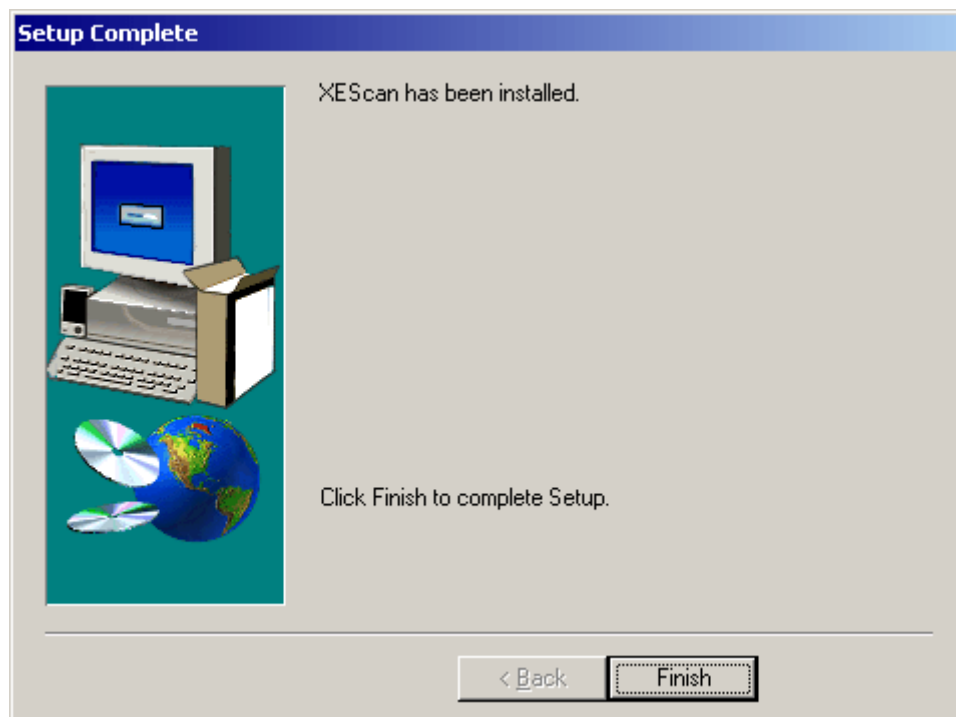 Setup Complete
XEScan has been installed.
Click Finish to complete Setup.
< Back
Finish